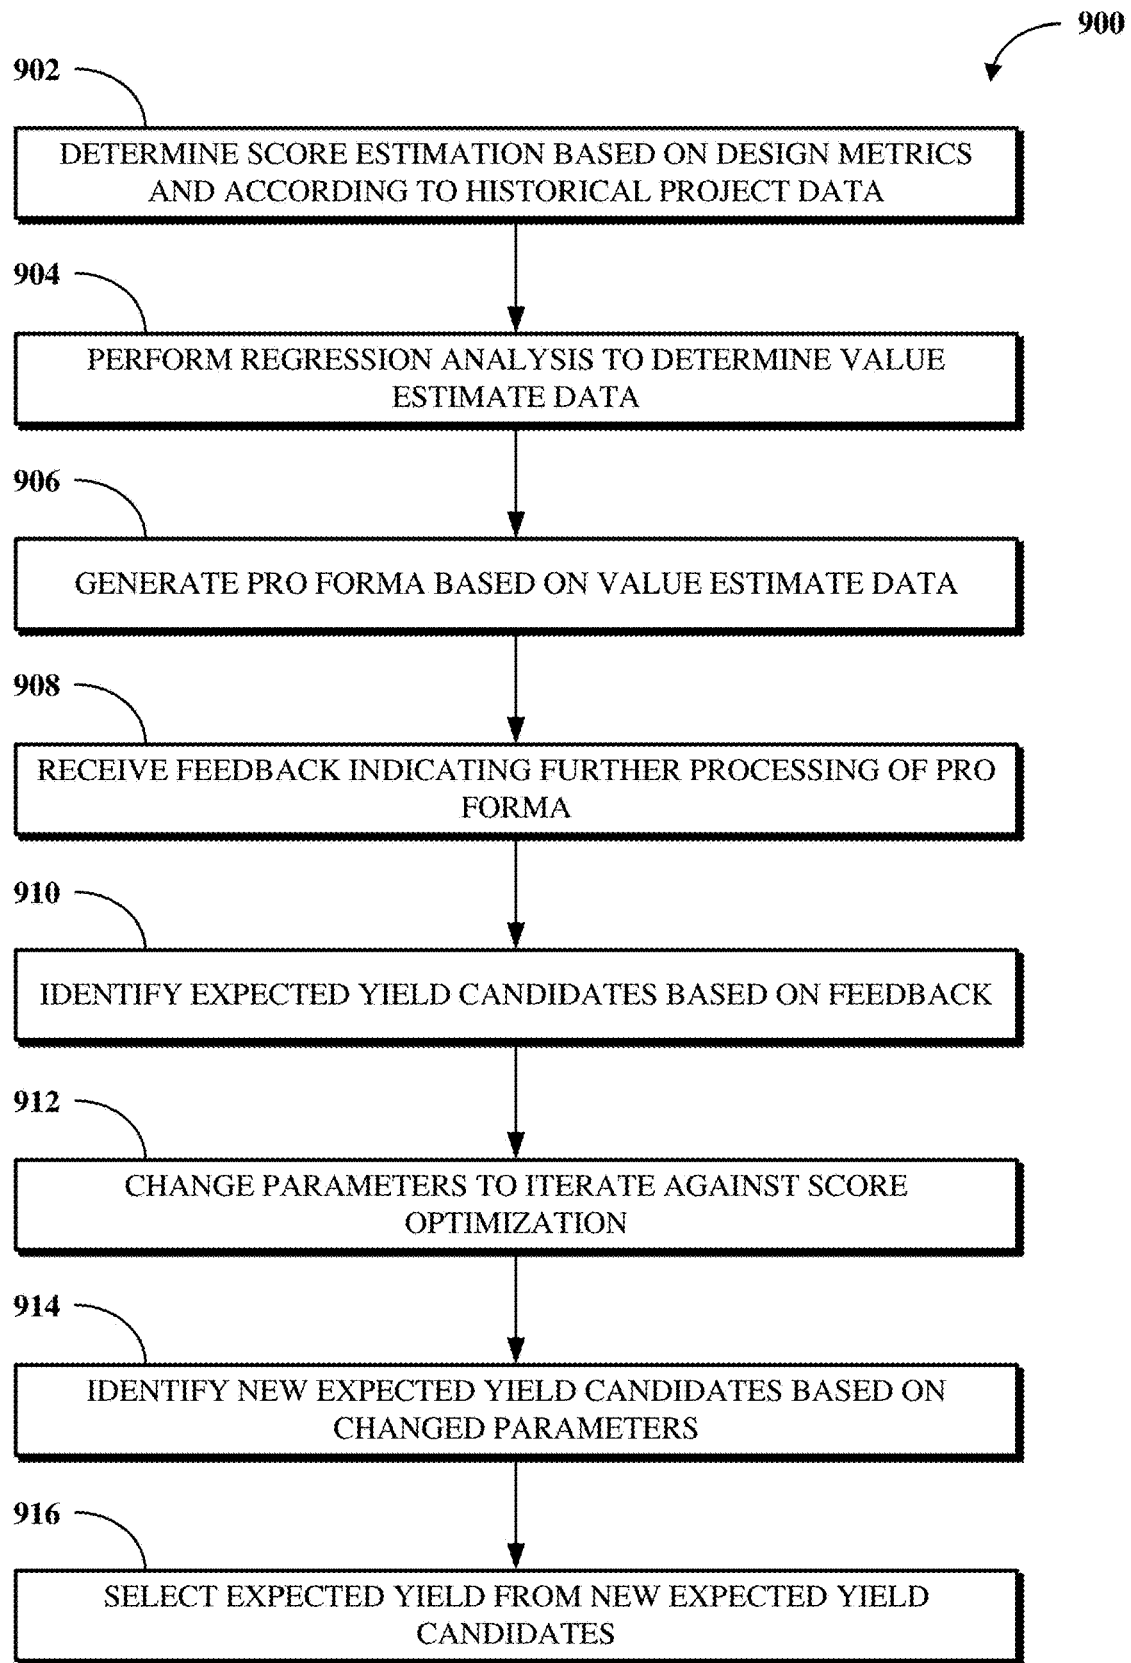 900
902
DETERMINE SCORE ESTIMATION BASED ON DESIGN METRICS
AND ACCORDING TO HISTORICAL PROJECT DATA
904
PERFORM REGRESSION ANALYSIS TO DETERMINE VALUE
ESTIMATE DATA
906
GENERATE PRO FORMA BASED ON VALUE ESTIMATE DATA
908
RECEIVE FEEDBACK INDICATING FURTHER PROCESSING OF PRO
FORMA
910
IDENTIFY EXPECTED YIELD CANDIDATES BASED ON FEEDBACK
912
CHANGE PARAMETERS TO ITERATE AGAINST SCORE
OPTIMIZATION
914
IDENTIFY NEW EXPECTED YIELD CANDIDATES BASED ON
CHANGED PARAMETERS
916
SELECT EXPECTED YIELD FROM NEW EXPECTED YIELD
CANDIDATES